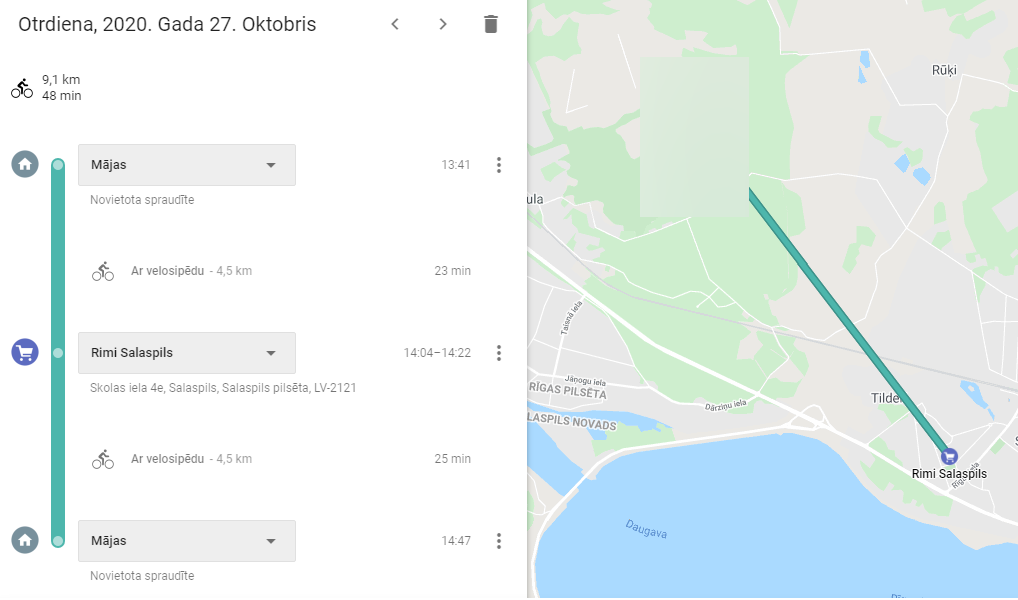 Otrdiena, 2020. Gada 27. Oktobris
9,1 km
48 min
Mājas
13:41
Novietota spraudīte
Ar velosipēdu - 4,5 km
23 min
Rimi Salaspils
14:04–14:22
Skolas iela 4e, Salaspils, Salaspils pilsēta, LV-2121
Ar velosipēdu - 4,5 km
25 min
Mājas
14:47
Novietota spraudīte
Rūķi
ula
Taisnā iela
Jāņogu iela
RĪGAS PILSĒTA
Dārziņu iela
LASPILS NOVADS
Tilde
Rimi Salaspils
Daugava